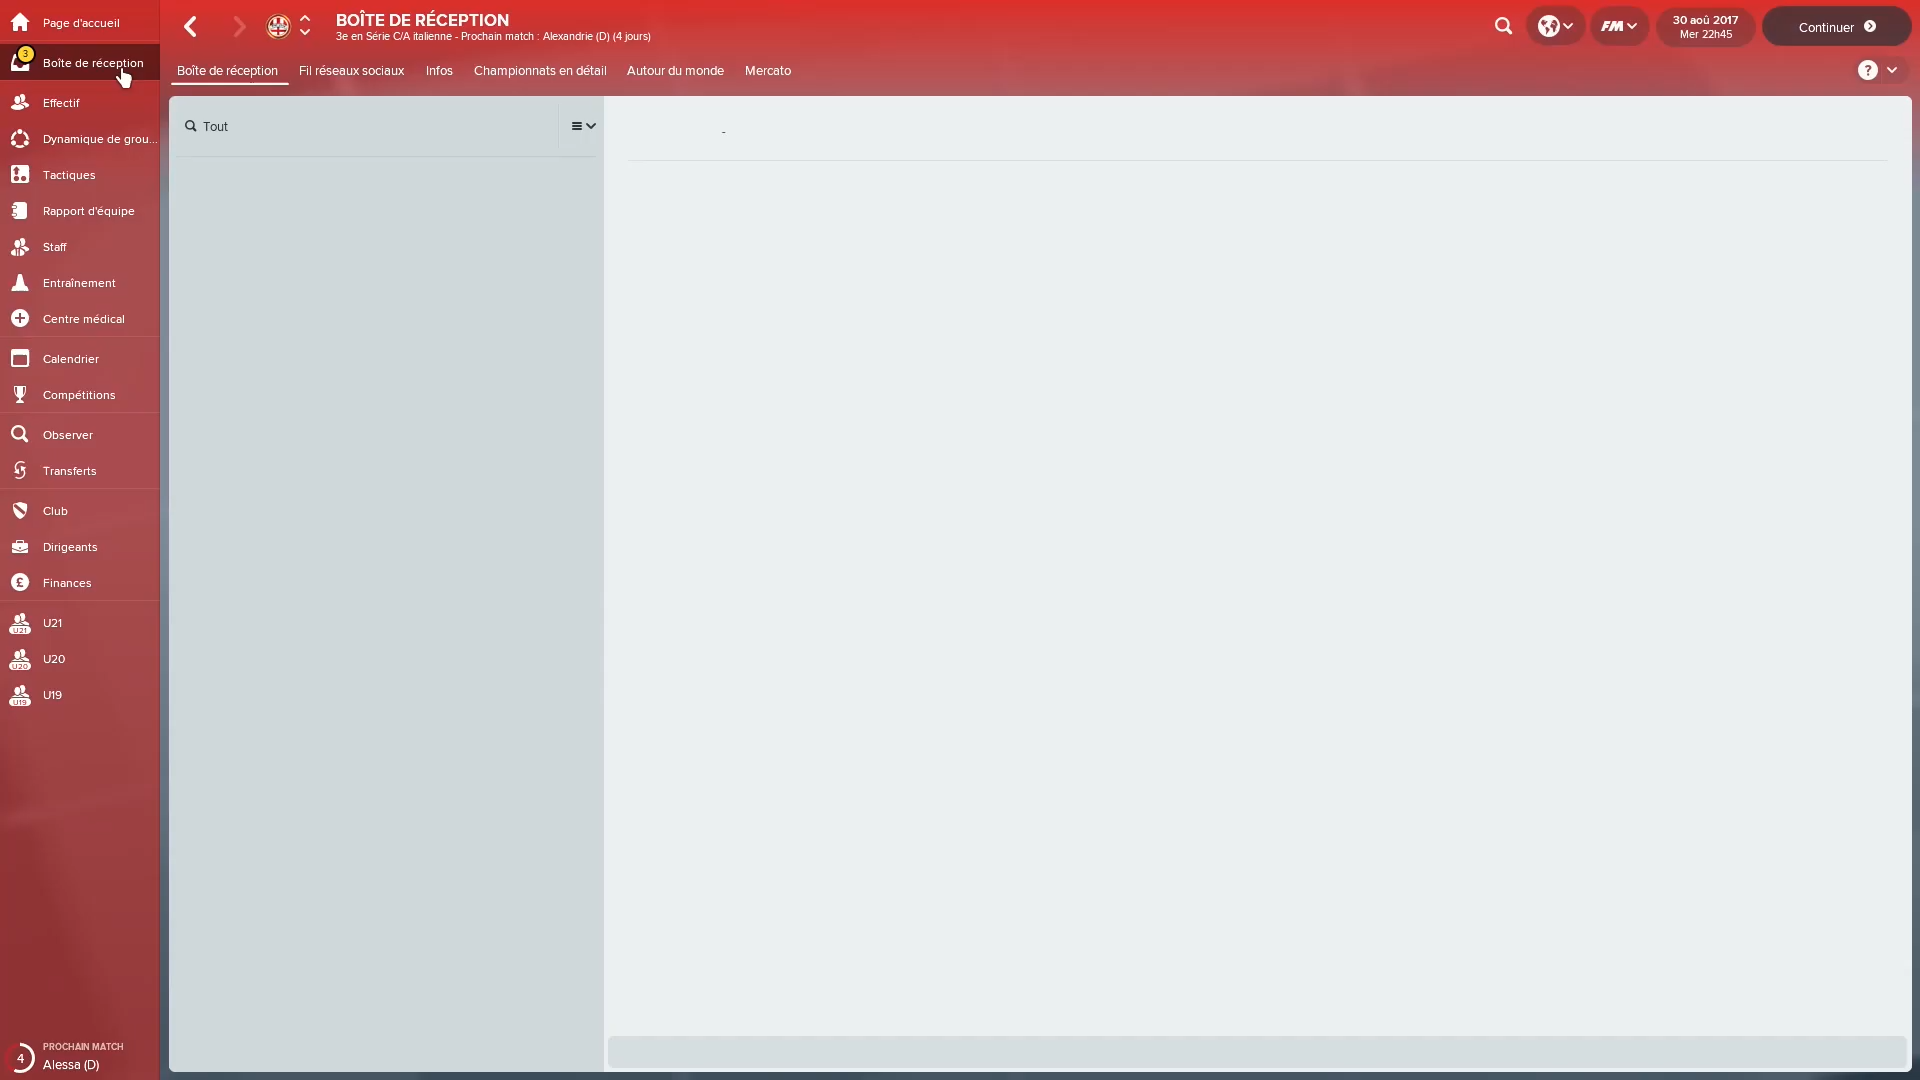 Page d'accueil
3
Boîte de réception
Effectif
Dynamique de grou...
Tactiques
Rapport d'équipe
Staff
Entraînement
Centre médical
Calendrier
Compétitions
Observer
Transferts
Club
Dirigeants
£
Finances
U21
U21
U20
U20
U19
U19
PROCHAIN MATCH
4
Alessa (D)
BOÎTE DE RÉCEPTION
3e en Série C/A italienne - Prochain match : Alexandrie (D) (4 jours)
FM
30 aoû 2017
Mer 22h45
Continuer
Boîte de réception
Fil réseaux sociaux
Infos
Championnats en détail
Autour du monde
Mercato
?
Tout
-